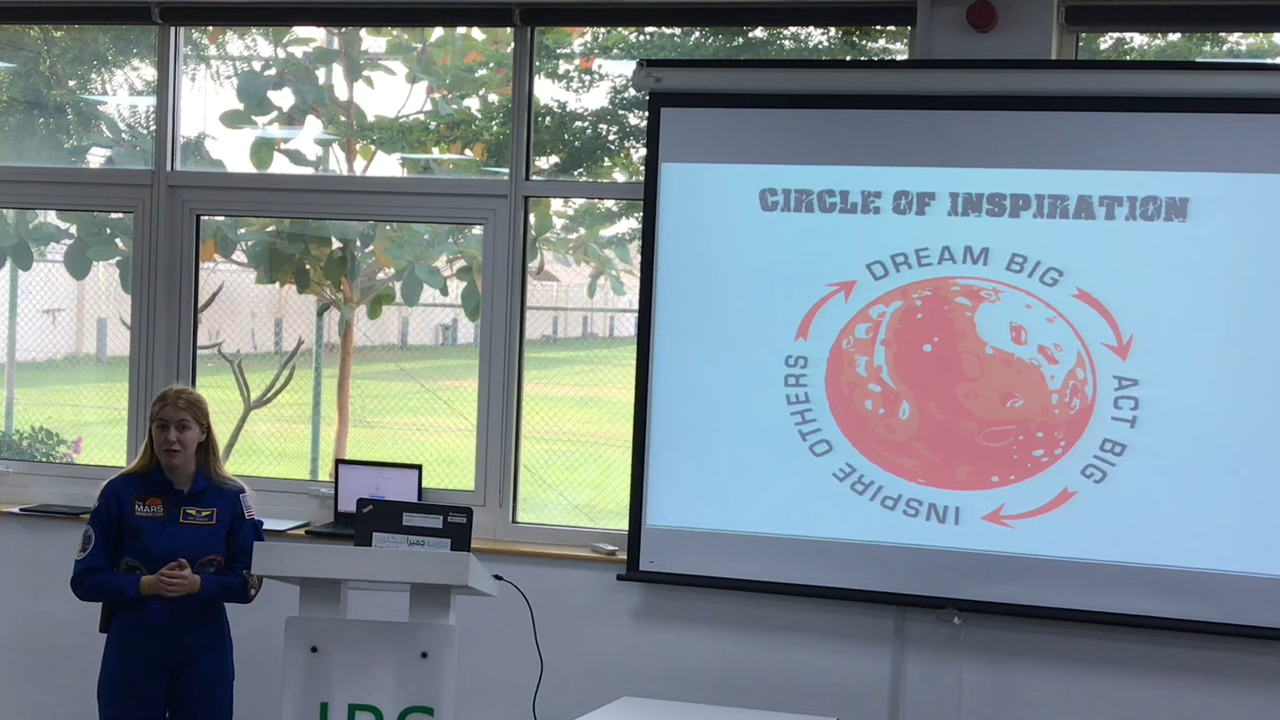 CIRCLE OF INSPIRATION
DREAM BIG
ACT BIG
INSPIRE OTHERS
MARS